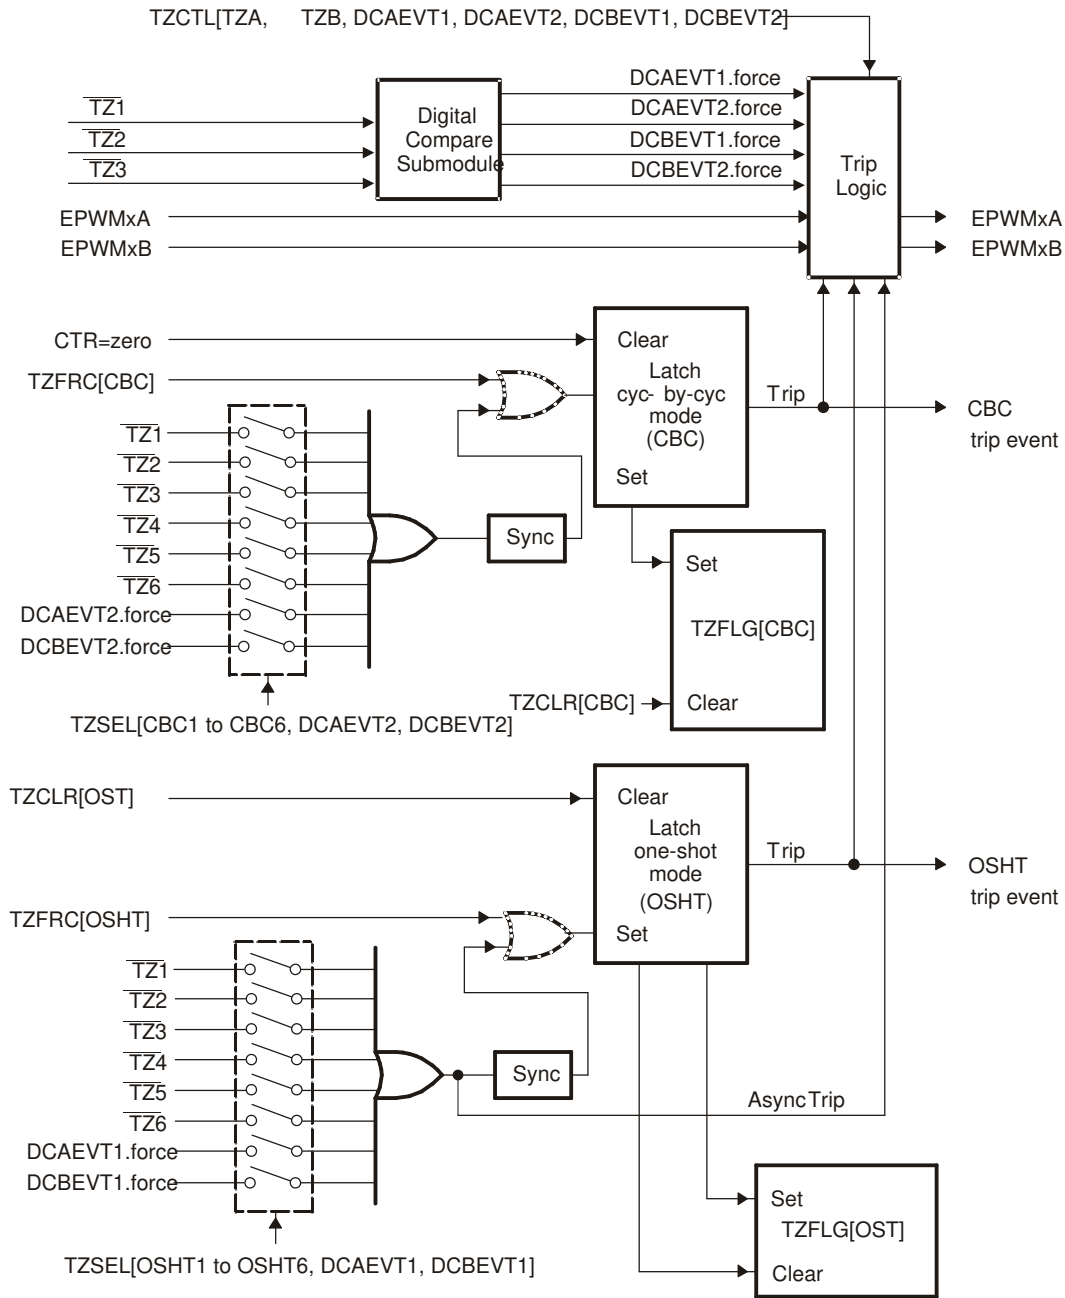 TZCTL[TZA, TZB, DCAEVT1, DCAEVT2, DCBEVT1, DCBEVT2]
TZ1
TZ2
TZ3
Digital
Compare
Submodule
DCAEVT1.force
DCAEVT2.force
DCBEVT1.force
DCBEVT2.force
Trip
Logic
EPWMxA
EPWMxB
EPWMxA
EPWMxB
CTR=zero
TZFRC[CBC]
Clear
Latch
cyc- by-cyc
mode
(CBC)
Set
Trip
CBC
trip event
TZ1
TZ2
TZ3
TZ4
TZ5
TZ6
DCAEVT2.force
DCBEVT2.force
Sync
Set
TZFLG[CBC]
TZCLR[CBC]
Clear
TZSEL[CBC1 to CBC6, DCAEVT2, DCBEVT2]
TZCLR[OST]
Clear
Latch
one-shot
mode
(OSHT)
Set
Trip
OSHT
trip event
TZFRC[OSHT]
TZ1
TZ2
TZ3
TZ4
TZ5
TZ6
DCAEVT1.force
DCBEVT1.force
Sync
Async Trip
Set
TZFLG[OST]
Clear
TZSEL[OSHT1 to OSHT6, DCAEVT1, DCBEVT1]